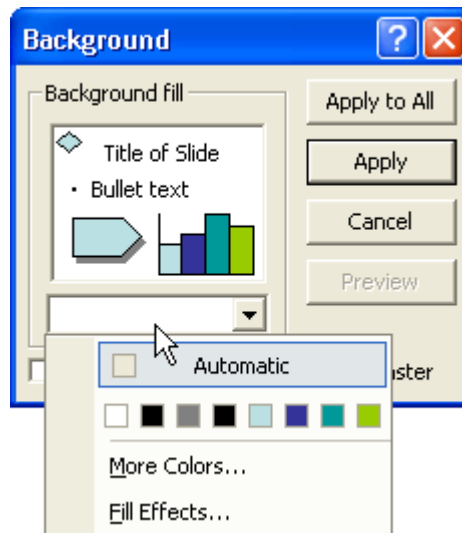 Background
Background fill
Apply to All
Title of Slide
Apply
• Bullet text
Cancel
Preview
Automatic
More Colors...
Fill Effects...